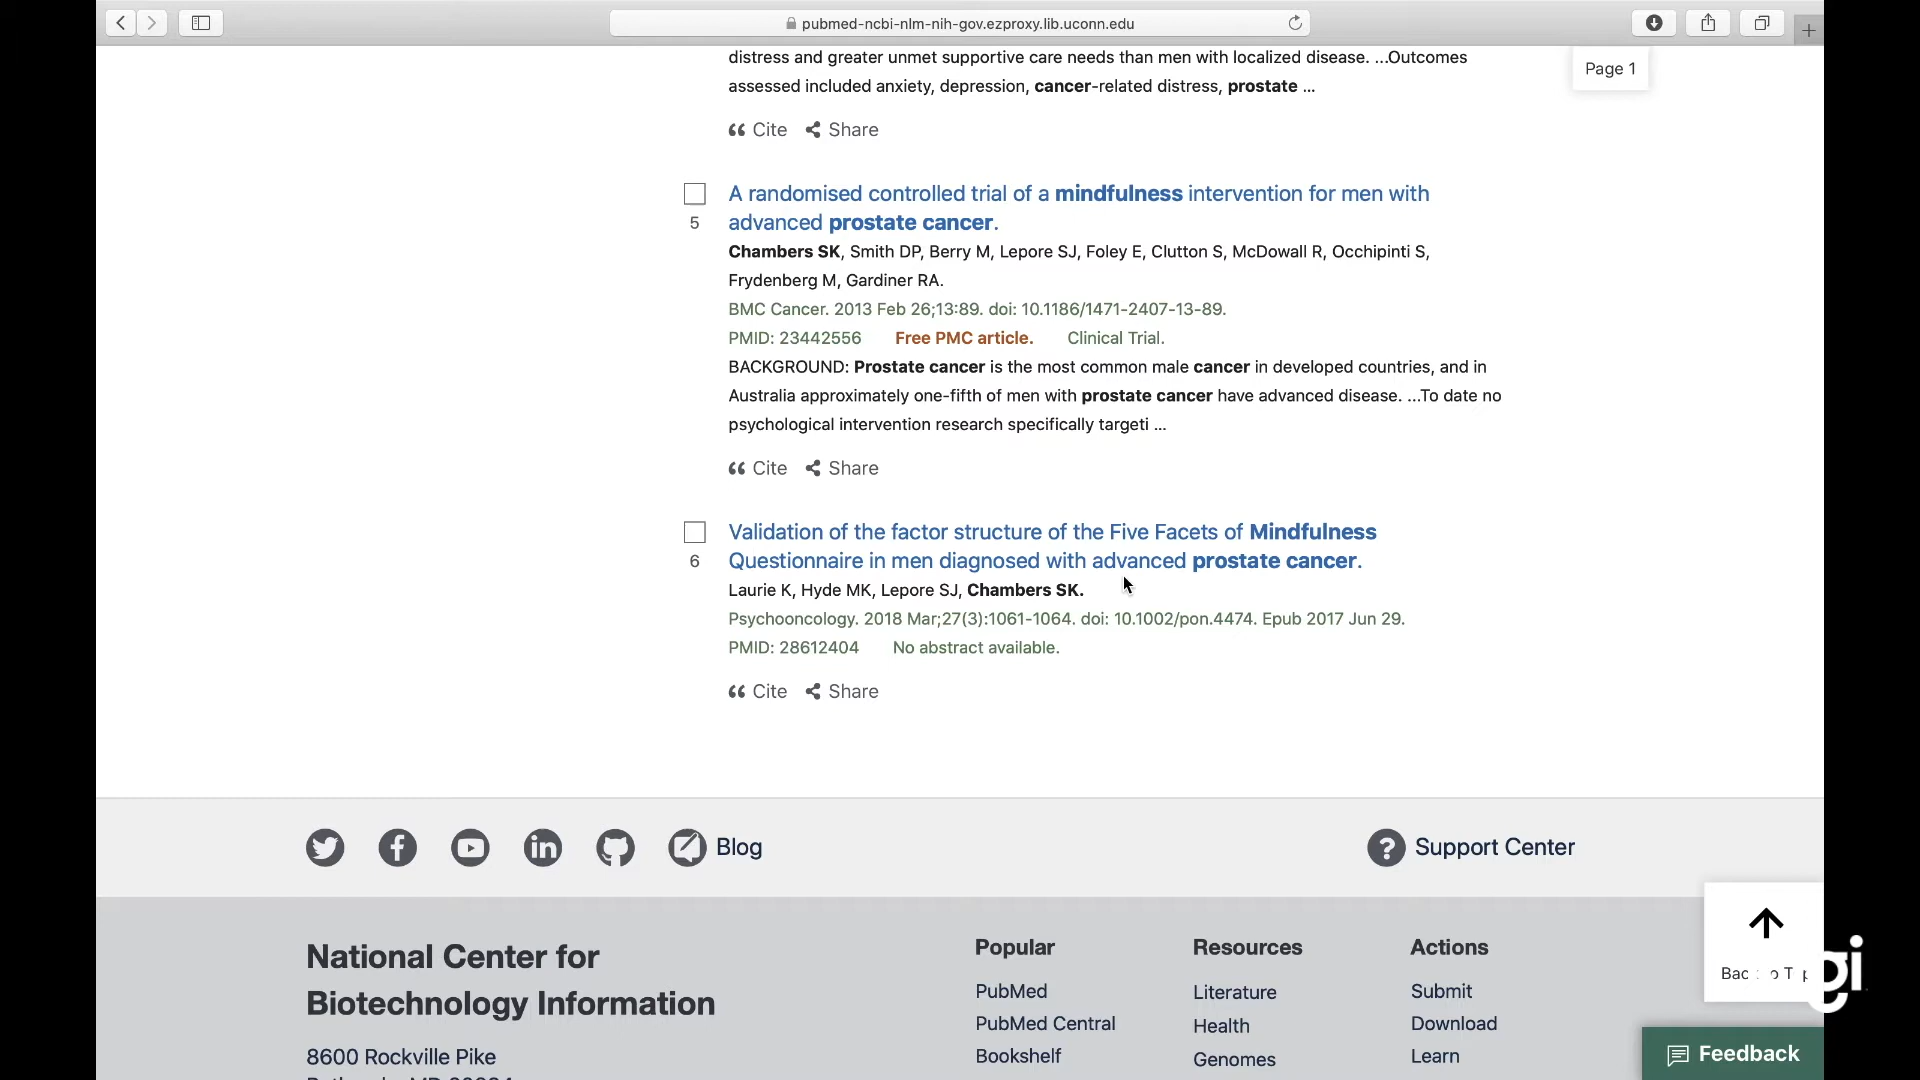 pubmed-ncbi-nlm-nih-gov.ezproxy.lib.uconn.edu
distress and greater unmet supportive care needs than men with localized disease. ...Outcomes
Page 1
assessed included anxiety, depression, cancer-related distress, prostate ...
Cite Share
A randomised controlled trial of a mindfulness intervention for men with
5 advanced prostate cancer.
Chambers SK, Smith DP, Berry M, Lepore SJ, Foley E, Clutton S, McDowall R, Occhipinti S,
Frydenberg M, Gardiner RA.
BMC Cancer. 2013 Feb 26;13:89. doi: 10.1186/1471-2407-13-89.
PMID: 23442556 Free PMC article. Clinical Trial.
BACKGROUND: Prostate cancer is the most common male cancer in developed countries, and in
Australia approximately one-fifth of men with prostate cancer have advanced disease. ...To date no
psychological intervention research specifically targeti ...
Cite Share
Validation of the factor structure of the Five Facets of Mindfulness
6 Questionnaire in men diagnosed with advanced prostate cancer.
Laurie K, Hyde MK, Lepore SJ, Chambers SK.
Psychooncology. 2018 Mar;27(3):1061-1064. doi: 10.1002/pon.4474. Epub 2017 Jun 29.
PMID: 28612404 No abstract available.
Cite Share
Blog Support Center
National Center for
Biotechnology Information
8600 Rockville Pike
Popular
PubMed
PubMed Central
Bookshelf
Resources
Literature
Health
Genomes
Actions
Submit
Download
Learn
gi
Feedback